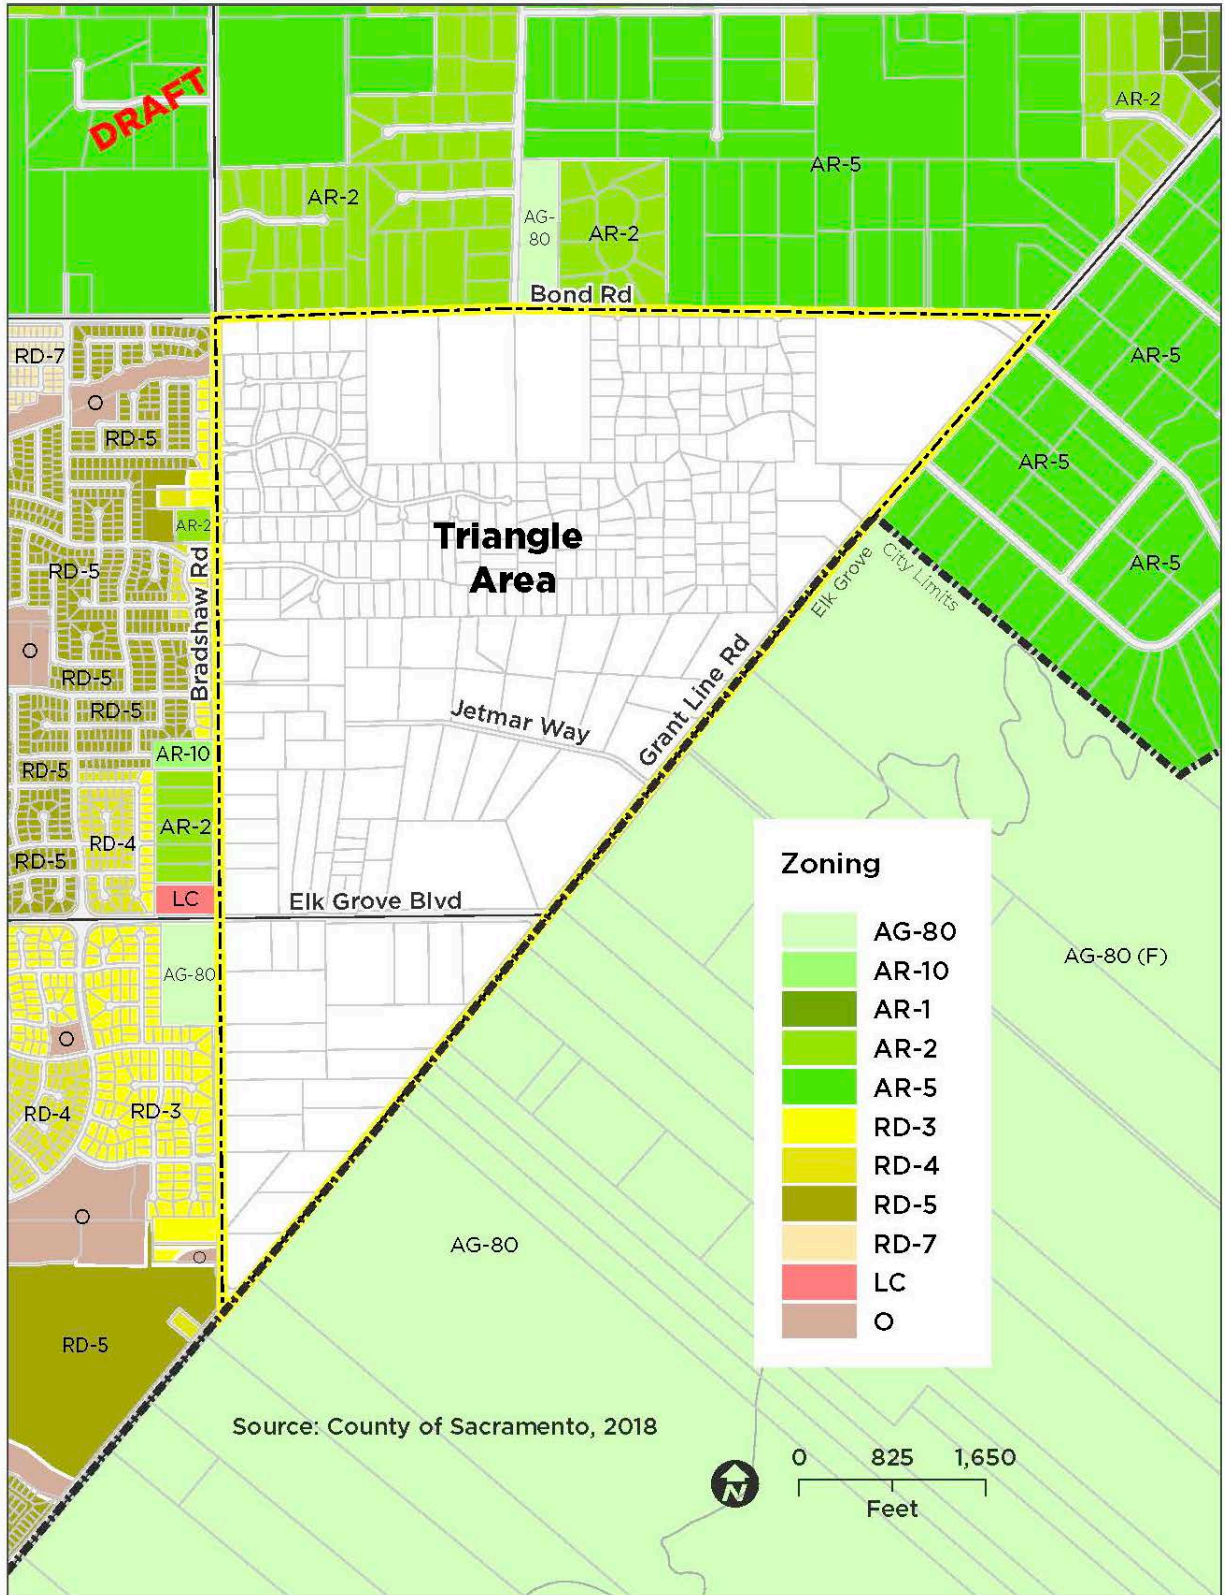 DRAFT
AR-2
AR-5
AR-2
AG-
80
AR-2
Bond Rd
RD-7
O
RD-5
AR-5
AR-5
AR-2
Triangle
Area
RD-5
AR-5
Elk Grove
City Limits
Bradshaw Rd
O
RD-5
RD-5
Jetmar Way
Grant Line Rd
AR-10
RD-5
AR-2
RD-4
RD-5
LC
Elk Grove Blvd
AG-80
O
RD-4
RD-3
O
O
RD-5
AG-80
AG-80 (F)
Zoning
AG-80
AR-10
AR-1
AR-2
AR-5
RD-3
RD-4
RD-5
RD-7
LC
O
Source: County of Sacramento, 2018
N
0 825 1,650
Feet